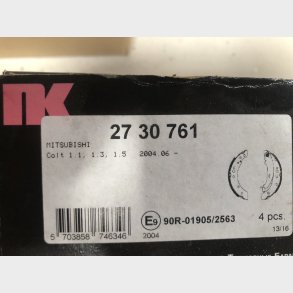 nk
27 30 761
MITSUBISHI
Colt 1.1, 1.3, 1.5 2004.06 -
E9 90R-01905/2563
4 pcs.
5 703858 746346
2004
13/16